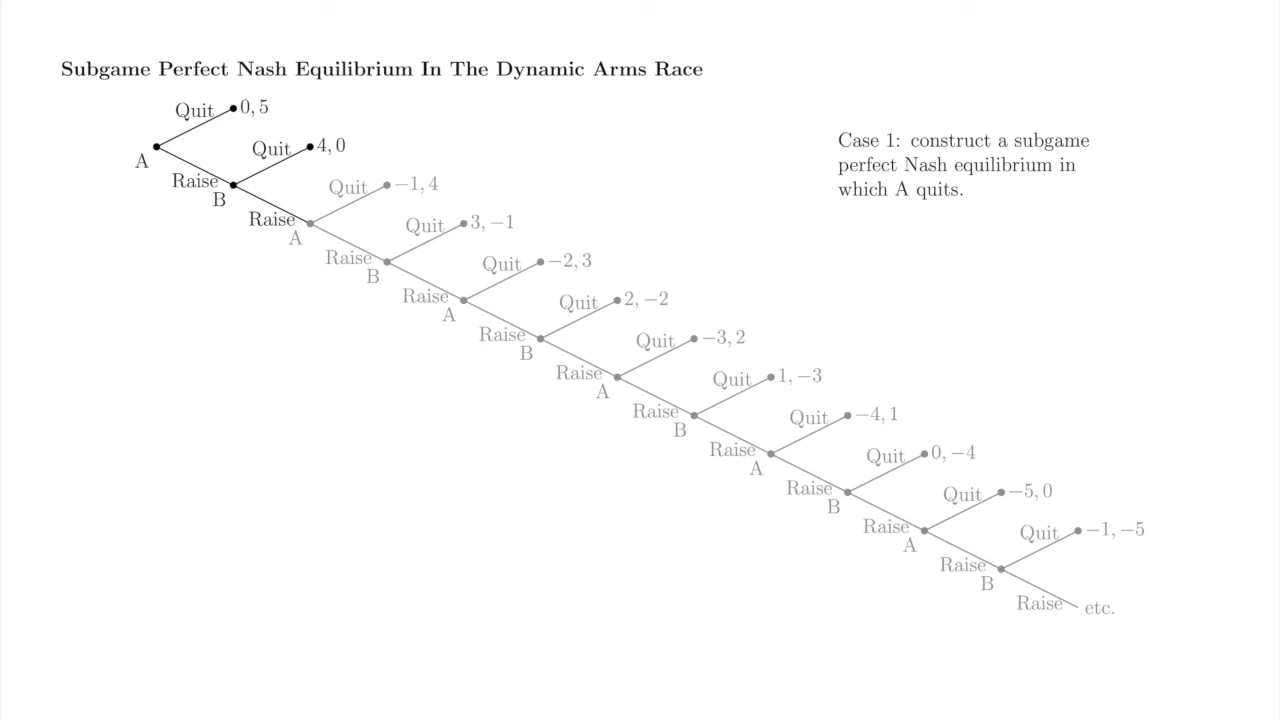 Subgame Perfect Nash Equilibrium In The Dynamic Arms Race
Quit 0, 5
A
Case 1: construct a subgame
perfect Nash equilibrium in
which A quits.
Raise Quit 4, 0
B
Raise Quit −1, 4
A
Raise Quit 3, −1
B
Raise Quit −2, 3
A
Raise Quit 2, −2
B
Raise Quit −3, 2
A
Raise Quit 1, −3
B
Raise Quit −4, 1
A
Raise Quit 0, −4
B
Raise Quit −5, 0
A
Raise Quit −1, −5
B
Raise etc.